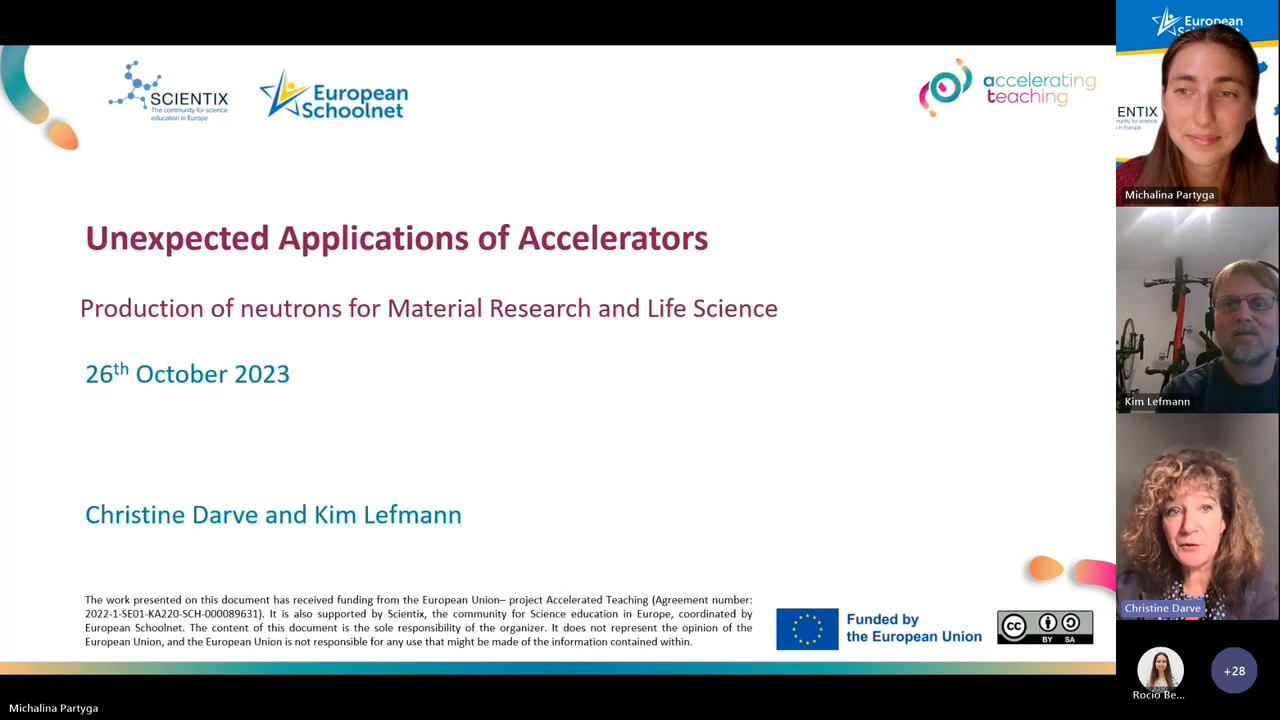 SCIENTIX
The community for science
education in Europe
European
Schoolnet
accelerating
teaching
Unexpected Applications of Accelerators
Production of neutrons for Material Research and Life Science
26th October 2023
Christine Darve and Kim Lefmann
The work presented on this document has received funding from the European Union– project Accelerated Teaching (Agreement number:
2022-1-SE01-KA220-SCH-000089631). It is also supported by Scientix, the community for Science education in Europe, coordinated by
European Schoolnet. The content of this document is the sole responsibility of the organizer. It does not represent the opinion of the
European Union, and the European Union is not responsible for any use that might be made of the information contained within.
Funded by
the European Union
cc
BY SA
European
ENTIX
Michalina Partyga
Kim Lefmann
Christine Darve
Rocio Be...
+28
Michalina Partyga